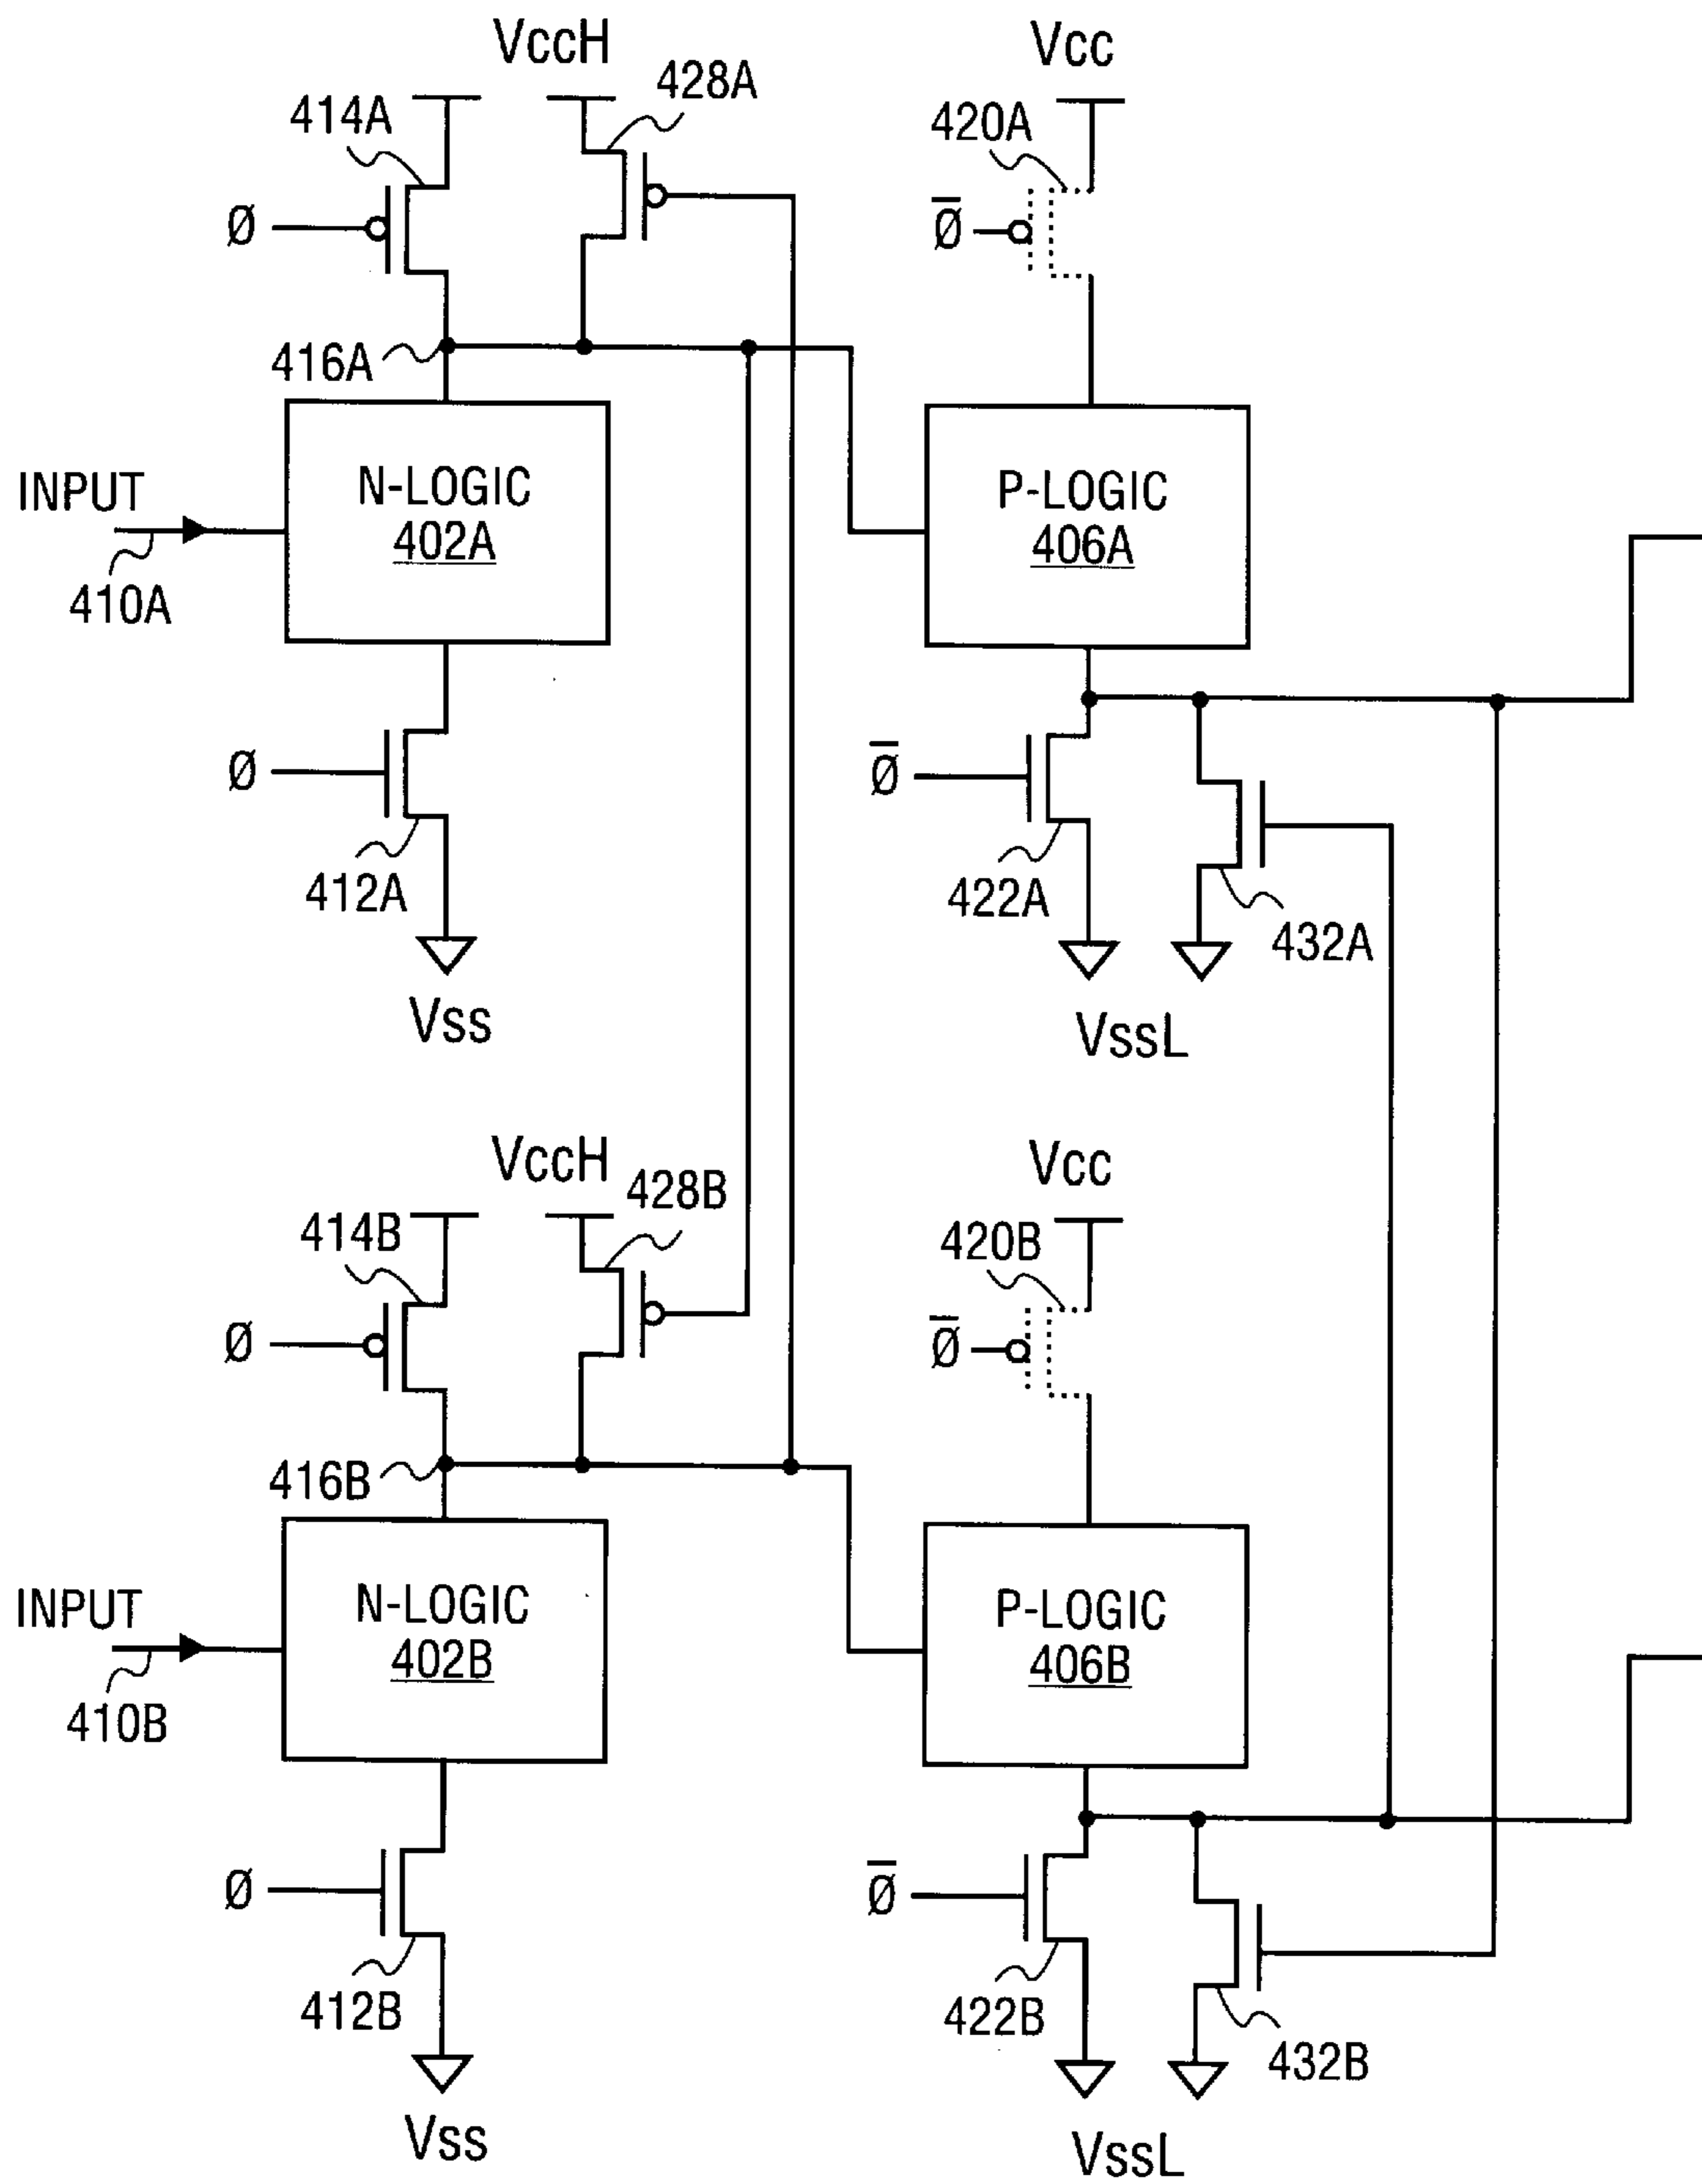 VccH
Vcc
414A
428A
420A
Ø
Ø̅
416A
INPUT
N-LOGIC
402A
P-LOGIC
406A
410A
Ø
Ø̅
412A
422A
432A
Vss
VssL
VccH
Vcc
414B
428B
420B
Ø
Ø̅
416B
INPUT
N-LOGIC
402B
P-LOGIC
406B
410B
Ø
Ø̅
412B
422B
432B
Vss
VssL